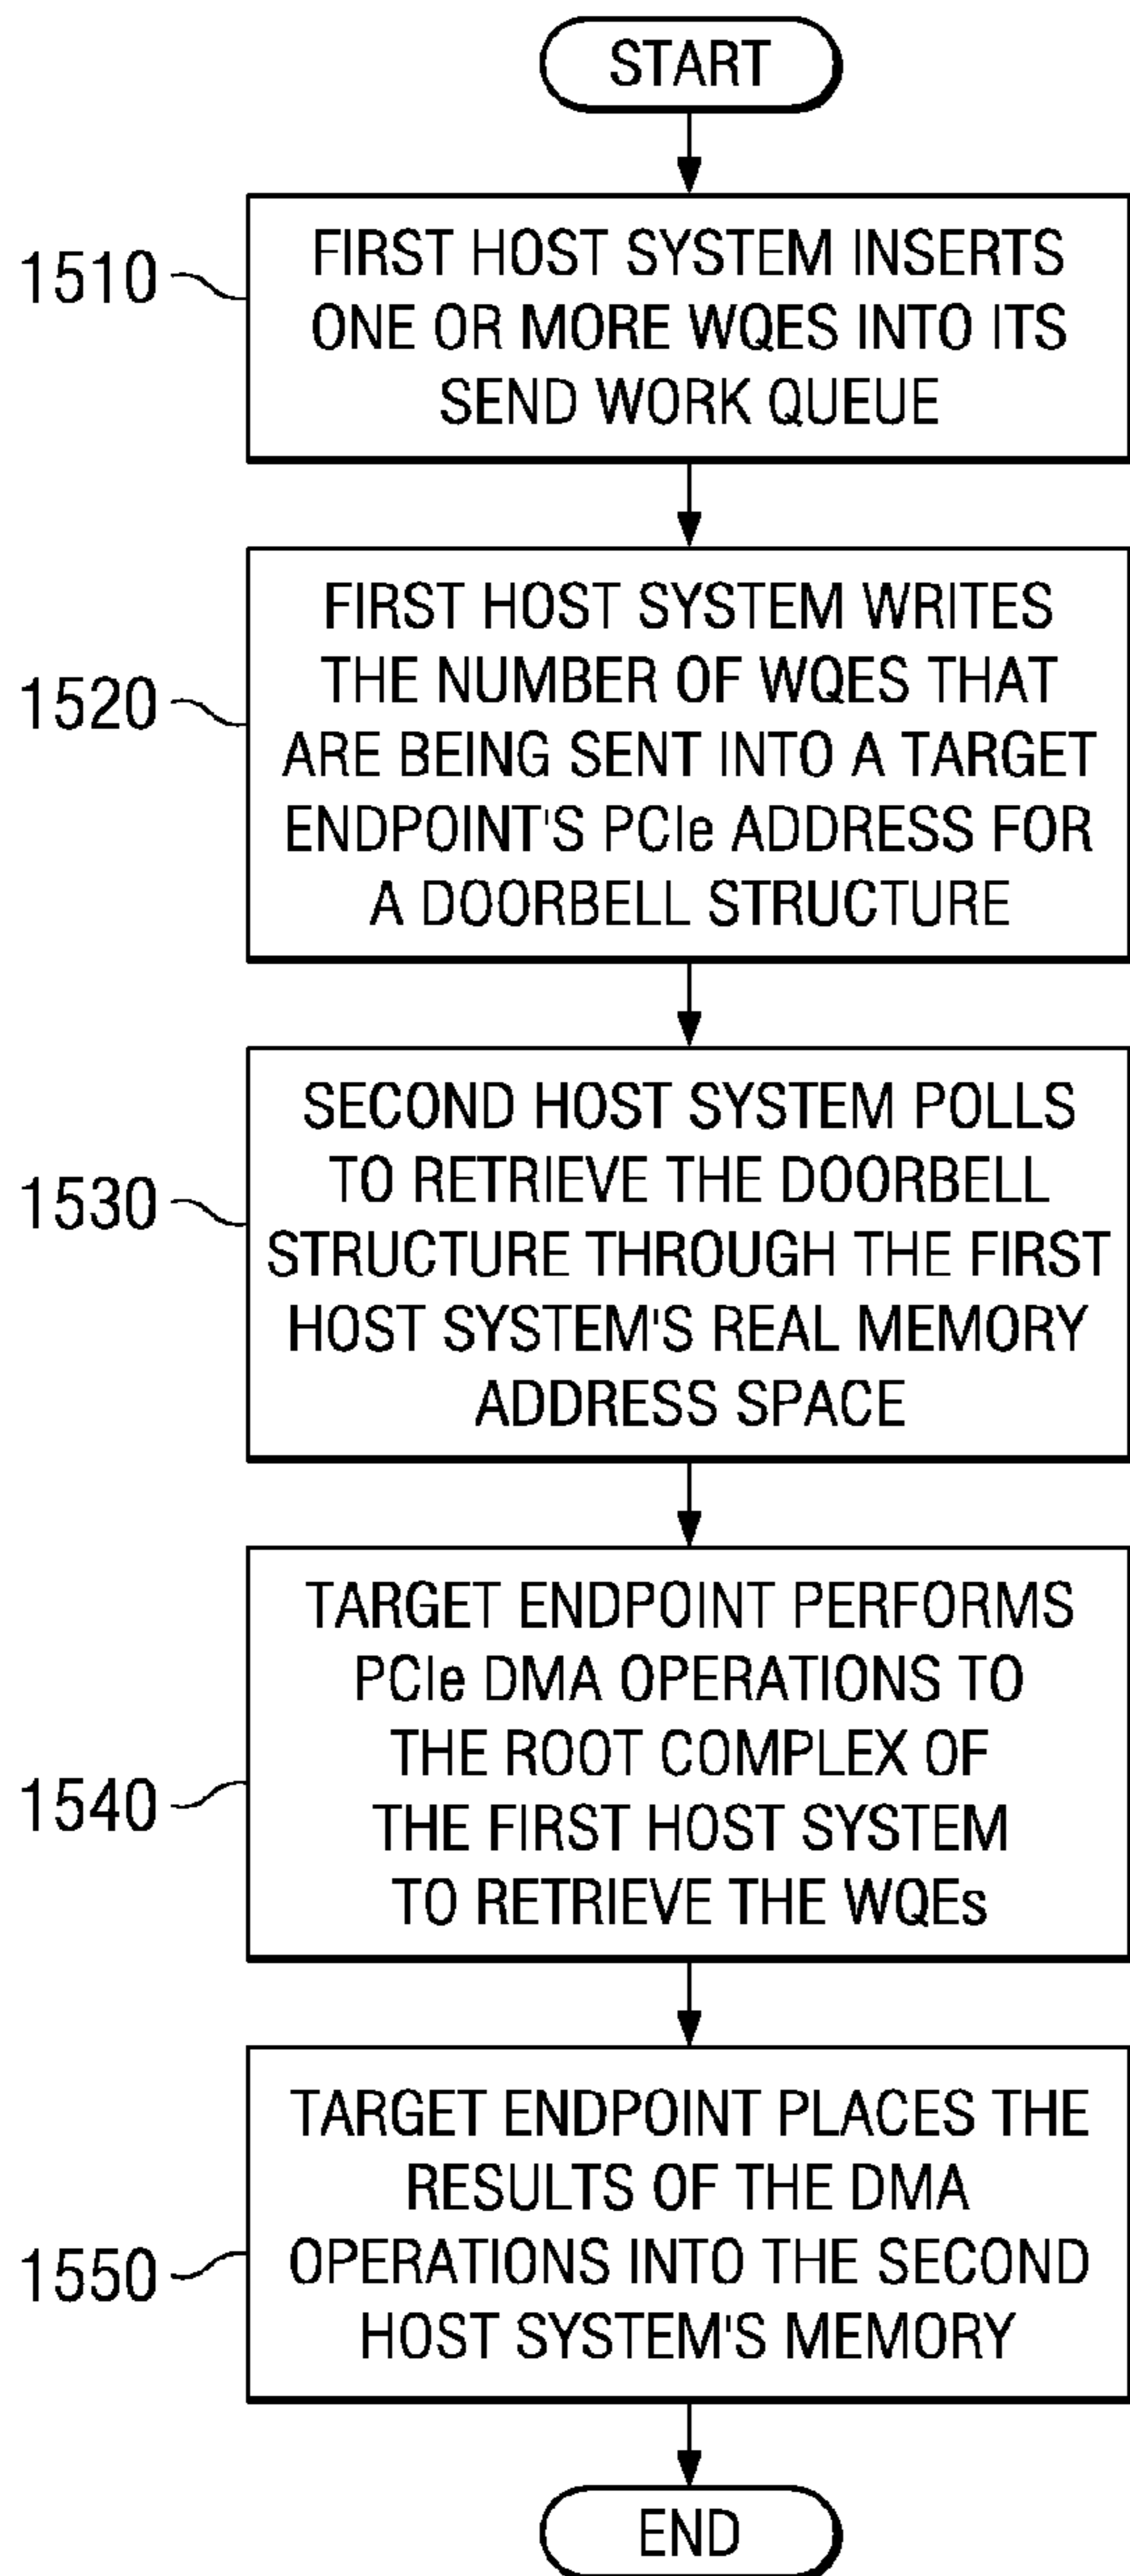 START
1510
FIRST HOST SYSTEM INSERTS
ONE OR MORE WQES INTO ITS
SEND WORK QUEUE
1520
FIRST HOST SYSTEM WRITES
THE NUMBER OF WQES THAT
ARE BEING SENT INTO A TARGET
ENDPOINT'S PCIe ADDRESS FOR
A DOORBELL STRUCTURE
1530
SECOND HOST SYSTEM POLLS
TO RETRIEVE THE DOORBELL
STRUCTURE THROUGH THE FIRST
HOST SYSTEM'S REAL MEMORY
ADDRESS SPACE
1540
TARGET ENDPOINT PERFORMS
PCIe DMA OPERATIONS TO
THE ROOT COMPLEX OF
THE FIRST HOST SYSTEM
TO RETRIEVE THE WQEs
1550
TARGET ENDPOINT PLACES THE
RESULTS OF THE DMA
OPERATIONS INTO THE SECOND
HOST SYSTEM'S MEMORY
END